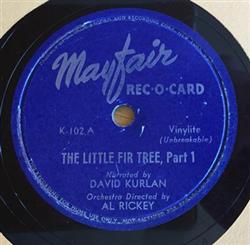 Mayfair
REC·O·CARD
K-102 A
Vinylite
(Unbreakable)
THE LITTLE FIR TREE, Part 1
Narrated by
DAVID KURLAN
Orchestra Directed by
AL RICKEY